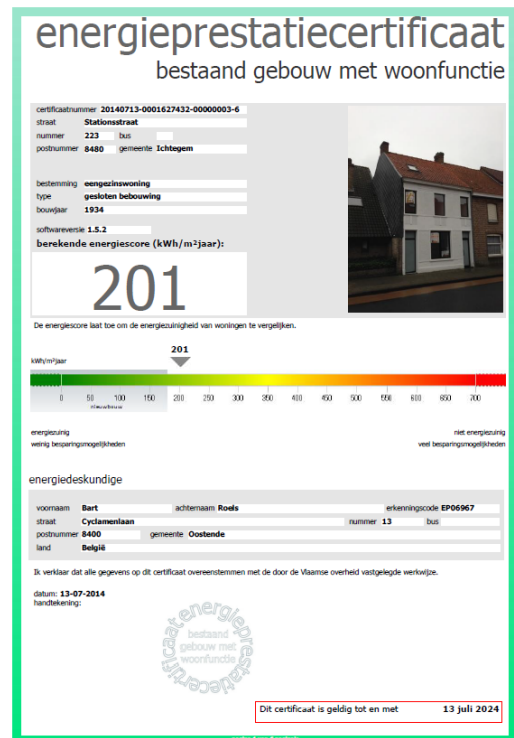 energieprestatiecertificaat
bestaand gebouw met woonfunctie
certificaatnummer 20140713-0001627432-00000003-6
straat Stationsstraat
nummer 223 bus
postnummer 8480 gemeente Ichtegem
bestemming eengezinswoning
type gesloten bebouwing
bouwjaar 1934
softwareversie 1.5.2
berekende energiescore (kWh/m²jaar):
201
De energiescore laat toe om de energiezuinigheid van woningen te vergelijken.
201
kWh/m²jaar
0 50 100 150 200 250 300 350 400 450 500 550 600 650 700
nieuwbouw
energiezuinig niet energiezuinig
weinig besparingsmogelijkheden veel besparingsmogelijkheden
energiedeskundige
voornaam Bart achternaam Roels erkenningscode EP06967
straat Cyclamenlaan nummer 13 bus
postnummer 8400 gemeente Oostende
land België
Ik verklaar dat alle gegevens op dit certificaat overeenstemmen met de door de Vlaamse overheid vastgelegde werkwijze.
datum: 13-07-2014
handtekening:
energieprestatiecertificaat
bestaand
gebouw met
woonfunctie
Dit certificaat is geldig tot en met 13 juli 2024